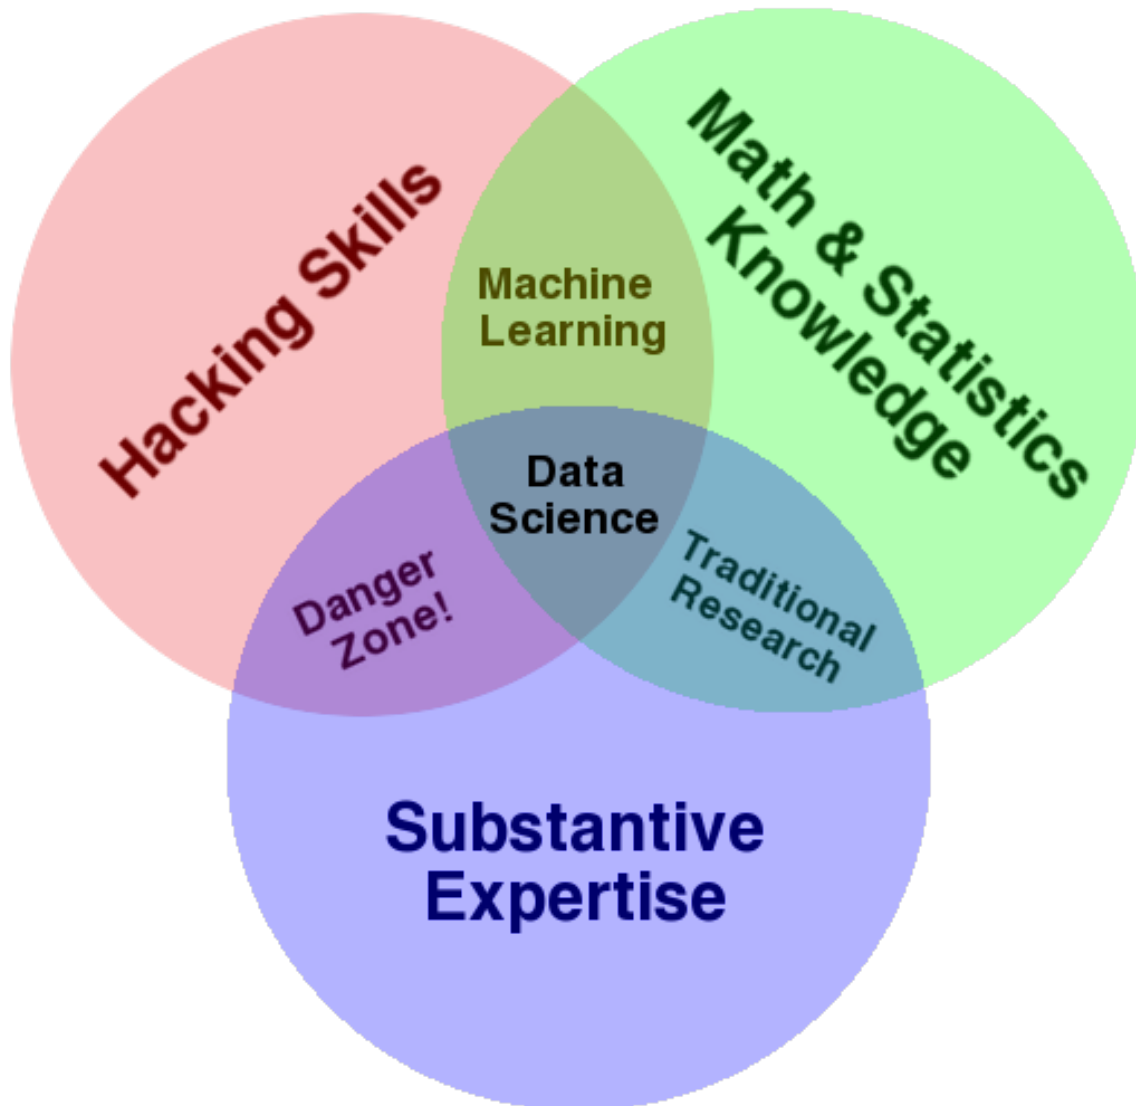 Hacking Skills
Math & Statistics
Knowledge
Machine
Learning
Data
Science
Danger
Zone!
Traditional
Research
Substantive
Expertise